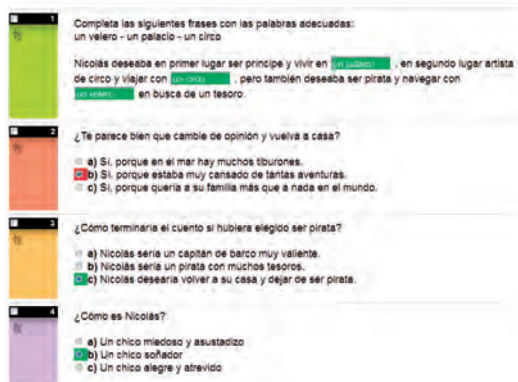 1
Completa las siguientes frases con las palabras adecuadas:
un velero - un palacio - un circo
Nicolás deseaba en primer lugar ser príncipe y vivir en un palacio , en segundo lugar artista
de circo y viajar con un circo , pero también deseaba ser pirata y navegar con
un velero en busca de un tesoro.
2
¿Te parece bien que cambie de opinión y vuelva a casa?
a) Sí, porque en el mar hay muchos tiburones.
b) Sí, porque estaba muy cansado de tantas aventuras.
c) Sí, porque quería a su familia más que a nada en el mundo.
3
¿Cómo terminaría el cuento si hubiera elegido ser pirata?
a) Nicolás sería un capitán de barco muy valiente.
b) Nicolás sería un pirata con muchos tesoros.
c) Nicolás desearía volver a su casa y dejar de ser pirata.
4
¿Cómo es Nicolás?
a) Un chico miedoso y asustadizo
b) Un chico soñador
c) Un chico alegre y atrevido